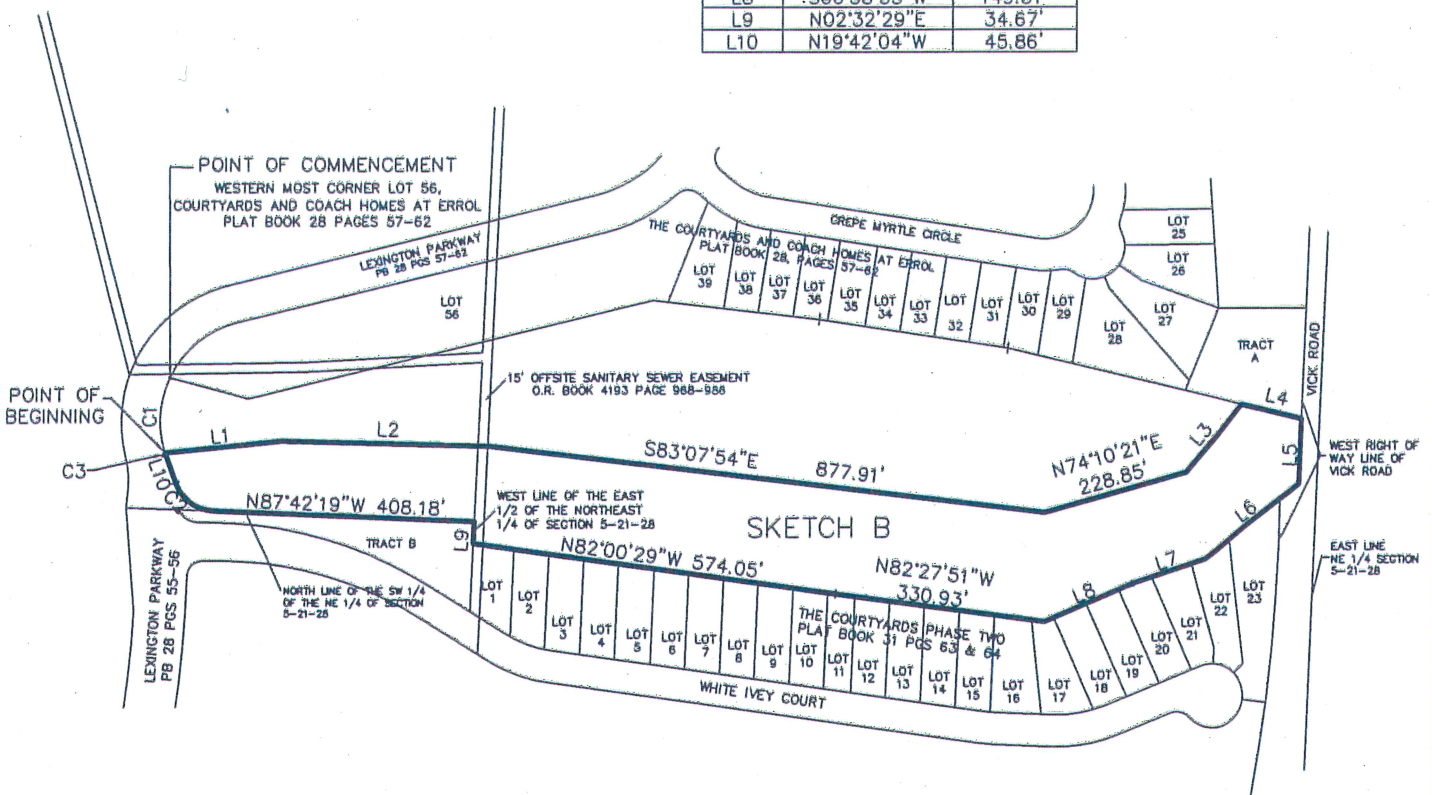 L9 N02°32'29"E 34.67'
L10 N19°42'04"W 45.86'
POINT OF COMMENCEMENT
WESTERN MOST CORNER LOT 56,
COURTYARDS AND COACH HOMES AT ERROL
PLAT BOOK 28 PAGES 57-62
LEXINGTON PARKWAY
PB 28 PGS 57-62
LOT
56
CREPE MYRTLE CIRCLE
THE COURTYARDS AND COACH HOMES AT ERROL
PLAT BOOK 28, PAGES 57-62
LOT
39
LOT
38
LOT
37
LOT
36
LOT
35
LOT
34
LOT
33
LOT
32
LOT
31
LOT
30
LOT
29
LOT
28
LOT
27
LOT
26
LOT
25
TRACT
A
VICK ROAD
15' OFFSITE SANITARY SEWER EASEMENT
O.R. BOOK 4193 PAGE 968-986
POINT OF
BEGINNING
C1
C3
L1
L2
L10
C2
S83°07'54"E 877.91'
N74°10'21"E
228.85'
L3
L4
L5
L6
L7
L8
WEST RIGHT OF
WAY LINE OF
VICK ROAD
EAST LINE
NE 1/4 SECTION
5-21-28
N87°42'19"W 408.18'
WEST LINE OF THE EAST
1/2 OF THE NORTHEAST
1/4 OF SECTION 5-21-28
SKETCH B
L9
TRACT B
N82°00'29"W 574.05'
N82°27'51"W
330.93'
NORTH LINE OF THE SW 1/4
OF THE NE 1/4 OF SECTION
5-21-28
LEXINGTON PARKWAY
PB 28 PGS 55-56
THE COURTYARDS PHASE TWO
PLAT BOOK 31 PGS 63 & 64
LOT
1
LOT
2
LOT
3
LOT
4
LOT
5
LOT
6
LOT
7
LOT
8
LOT
9
LOT
10
LOT
11
LOT
12
LOT
13
LOT
14
LOT
15
LOT
16
LOT
17
LOT
18
LOT
19
LOT
20
LOT
21
LOT
22
LOT
23
WHITE IVEY COURT